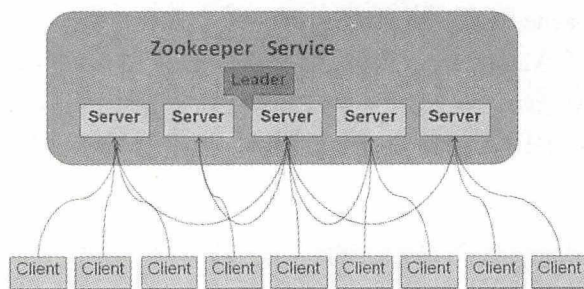 Zookeeper Service
Leader
Server Server Server Server Server
Client Client Client Client Client Client Client Client Client